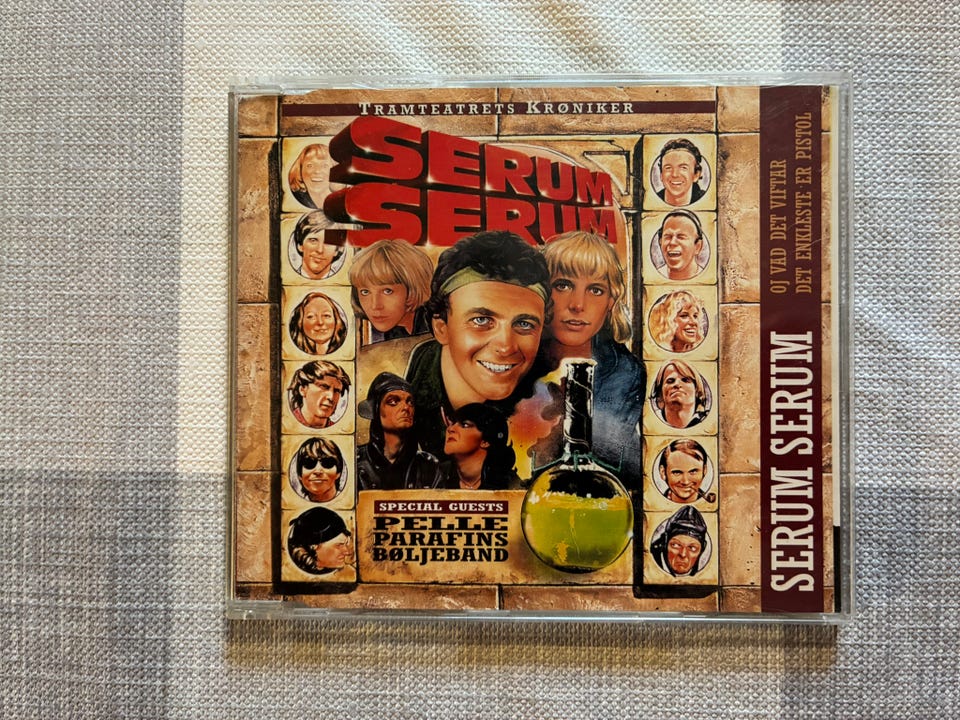 TRAMTEATRETS KRØNIKER
SERUM
SERUM
SPECIAL GUESTS
PELLE
PARAFINS
BØLJEBAND
SERUM SERUM
OJ VAD DET VIFTAR
DET ENKLESTE ER PISTOL